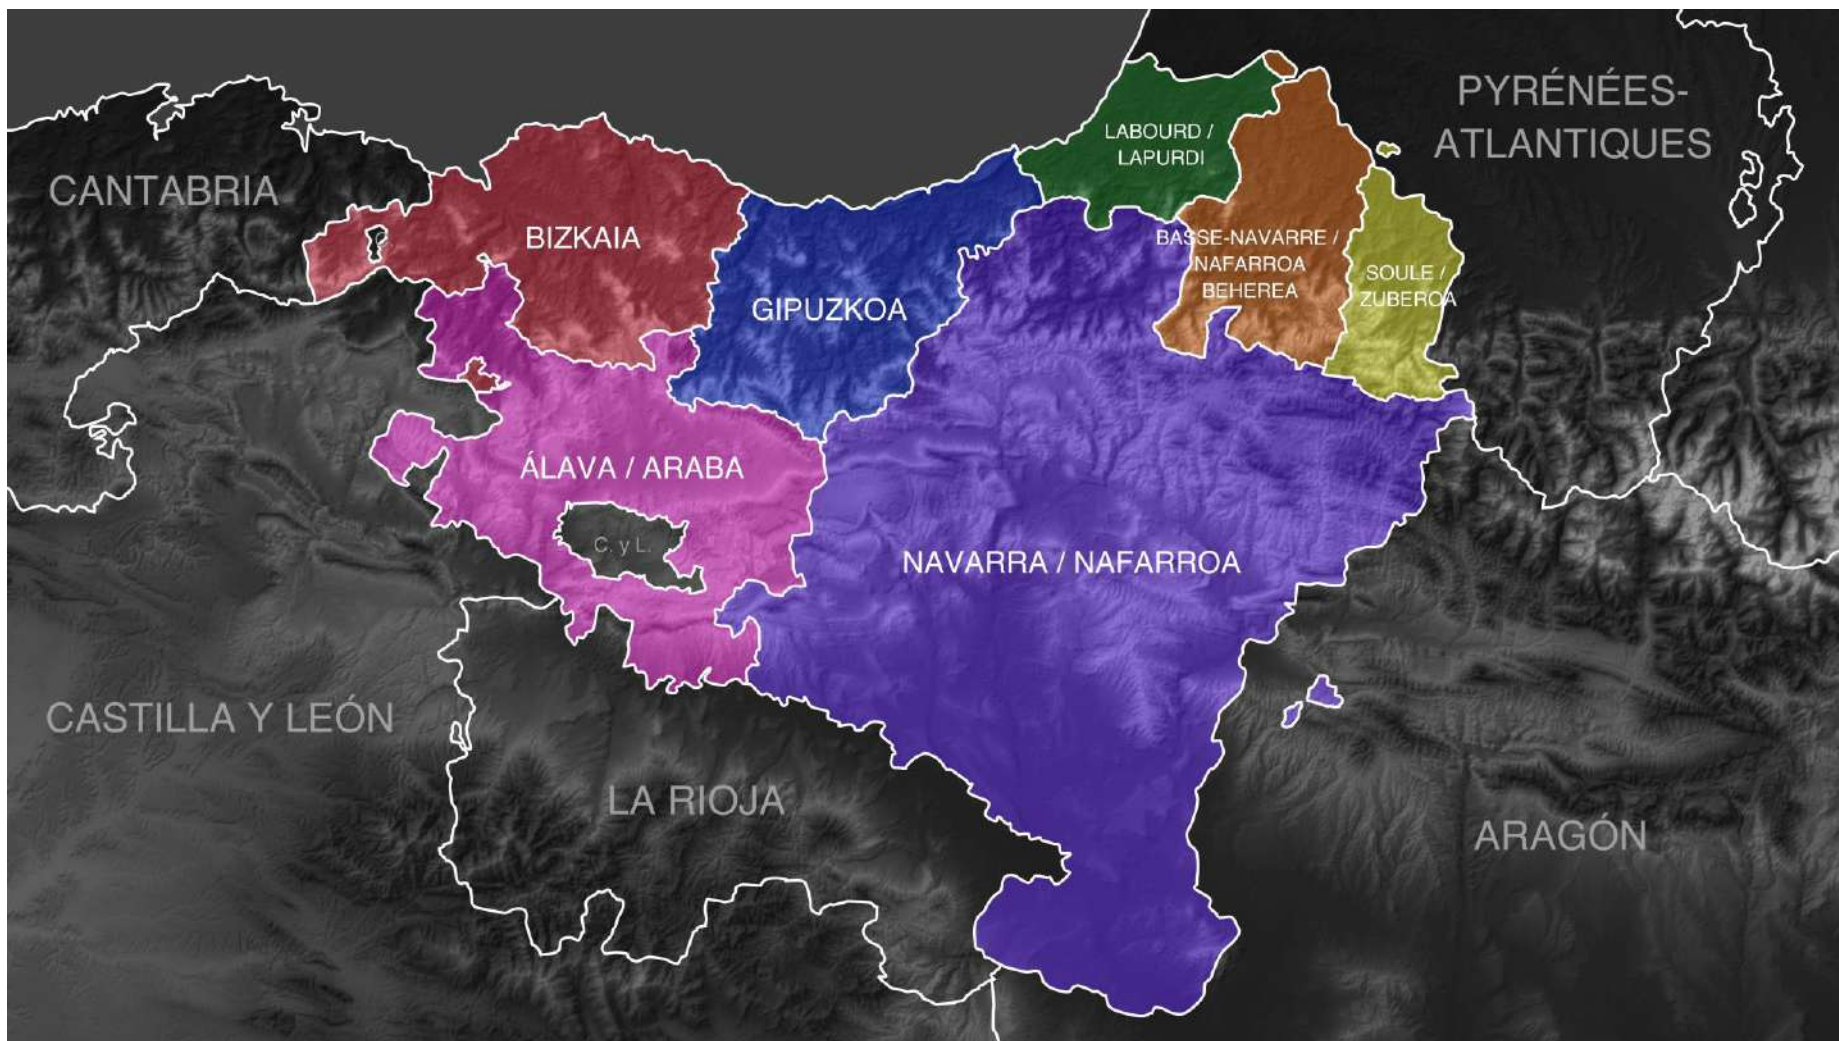 PYRÉNÉES-
ATLANTIQUES
LABOURD /
LAPURDI
CANTABRIA
BIZKAIA
BASSE-NAVARRE /
NAFARROA
BEHEREA
SOULE /
ZUBEROA
GIPUZKOA
ÁLAVA / ARABA
C. y L.
NAVARRA / NAFARROA
CASTILLA Y LEÓN
LA RIOJA
ARAGÓN